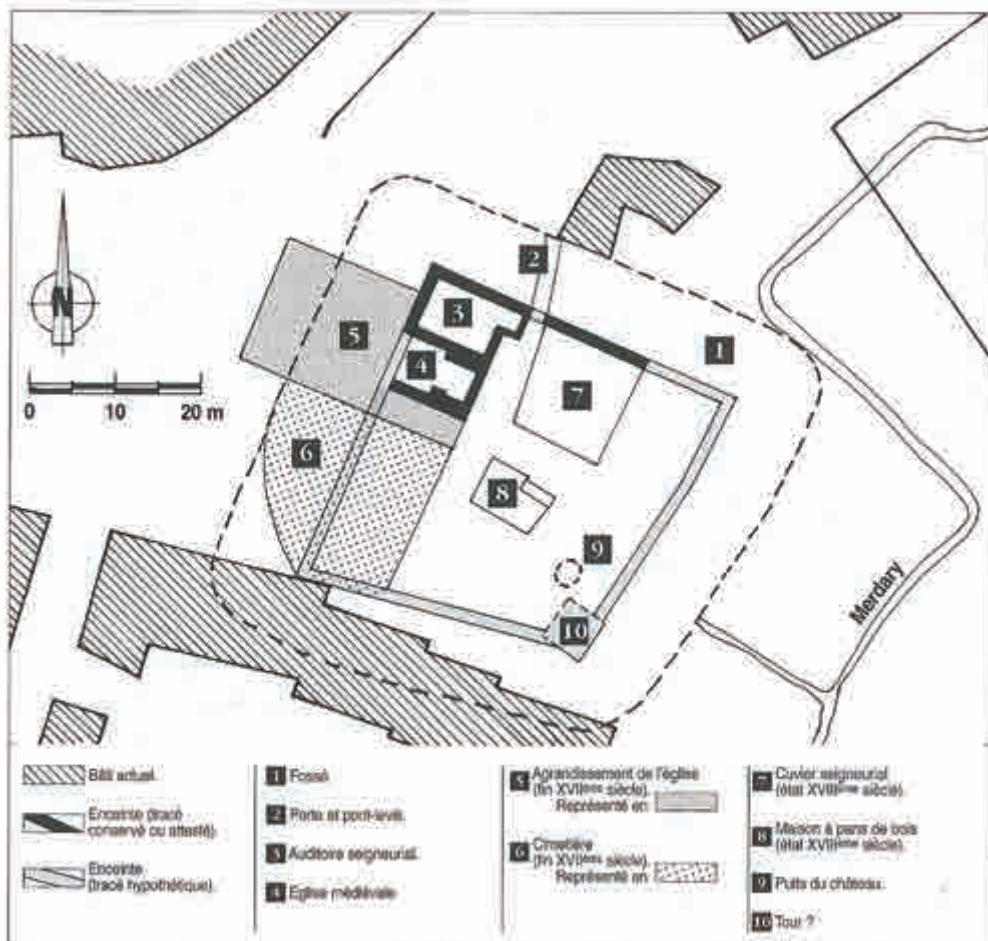 2
3
5
4
1
7
6
8
9
10
N
0 10 20 m
Merdary
Bâti actuel.
Enceinte (tracé
conservé ou attesté).
Enceinte
(tracé hypothétique).
1 Fossé
2 Porte et pont-levis.
3 Auditoire seigneurial.
4 Eglise médiévale
5 Agrandissement de l'église
(fin XVIIème siècle).
Représenté en
6 Cimetière
(fin XVIIème siècle).
Représenté en
7 Cuvier seigneurial
(état XVIIIème siècle).
8 Maison à pans de bois
(état XVIIIème siècle).
9 Puits du château.
10 Tour ?